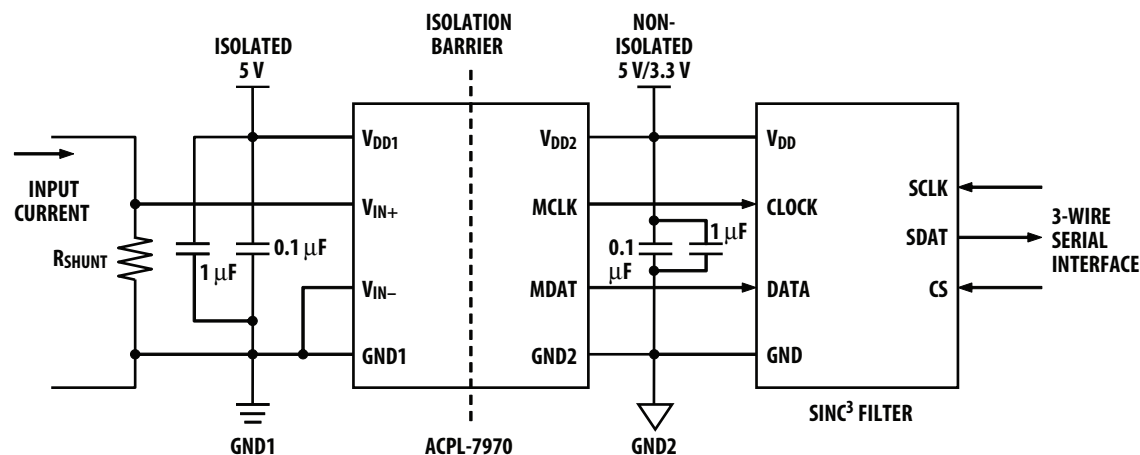 ISOLATION
BARRIER
ISOLATED
5 V
NON-
ISOLATED
5 V/3.3 V
INPUT
CURRENT
RSHUNT
1 μF
0.1 μF
VDD1
VIN+
VIN–
GND1
VDD2
MCLK
MDAT
GND2
0.1
μF
1 μF
VDD
CLOCK
DATA
GND
SCLK
SDAT
CS
3-WIRE
SERIAL
INTERFACE
GND1
ACPL-7970
GND2
SINC³ FILTER